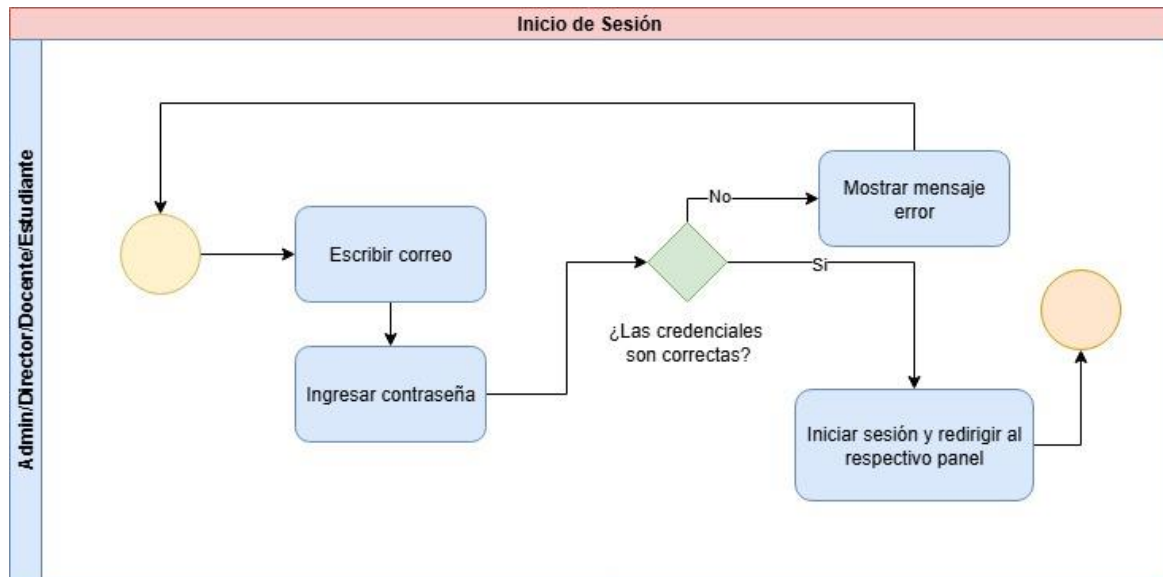 Inicio de Sesión
Admin/Director/Docente/Estudiante
Escribir correo
Ingresar contraseña
¿Las credenciales
son correctas?
No
Mostrar mensaje
error
Si
Iniciar sesión y redirigir al
respectivo panel